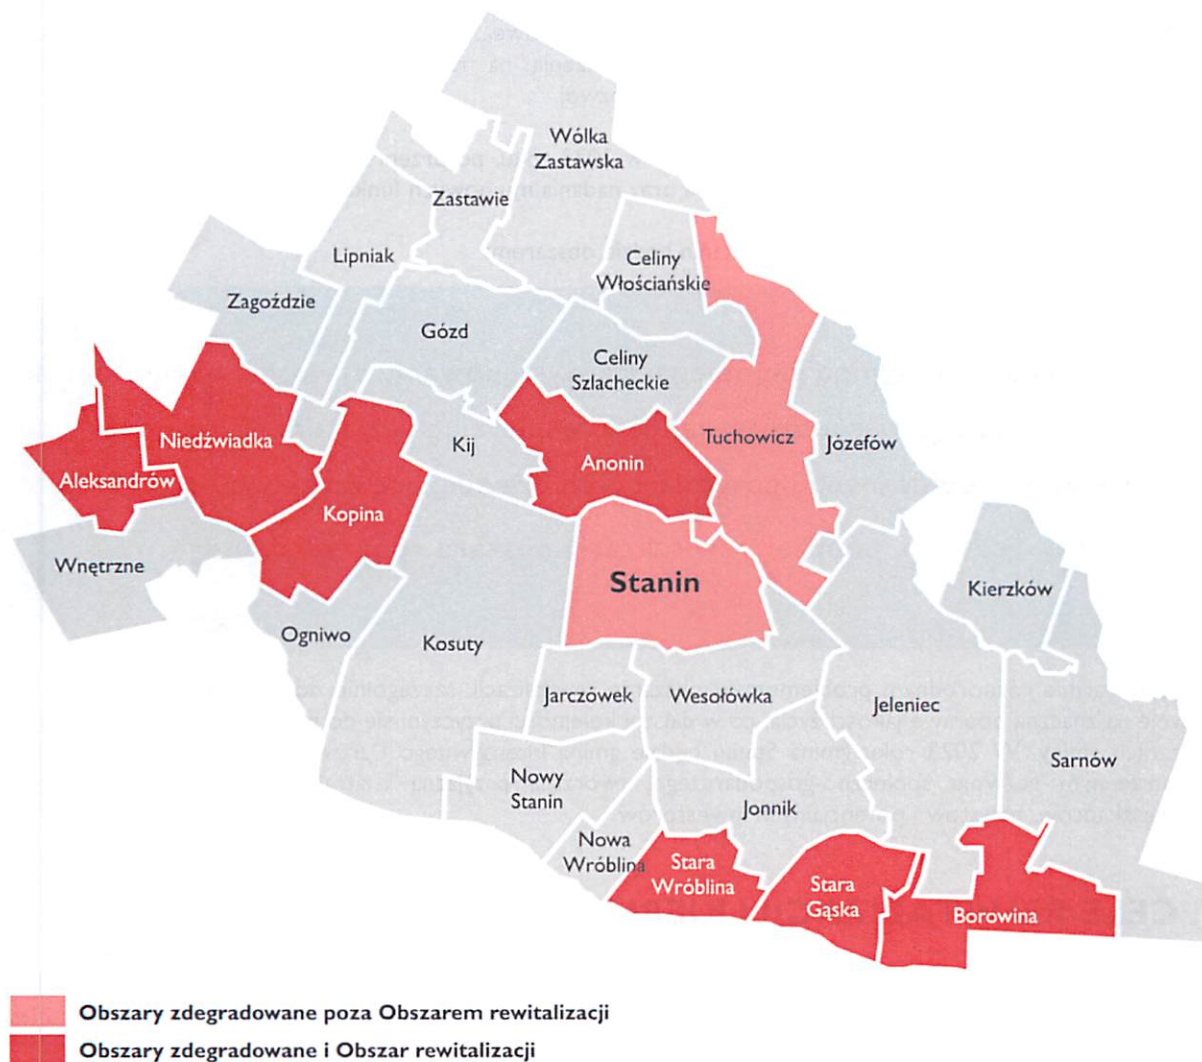 Wólka
Zastawska
Zastawie
Lipniak
Celiny
Włościańskie
Zagoździe
Gózd
Celiny
Szlacheckie
Niedźwiadka
Kij
Anonin
Tuchowicz
Józefów
Aleksandrów
Kopina
Wnętrzne
Stanin
Kierzków
Ogniwo
Kosuty
Jarczówek
Wesołówka
Jeleniec
Sarnów
Nowy
Stanin
Jonnik
Nowa
Wróblina
Stara
Wróblina
Stara
Gąska
Borowina
Obszary zdegradowane poza Obszarem rewitalizacji
Obszary zdegradowane i Obszar rewitalizacji